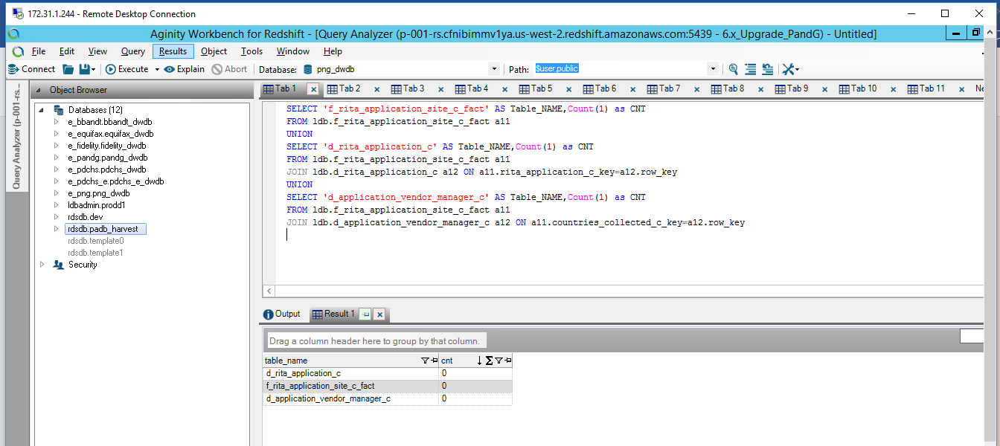 172.31.1.244 - Remote Desktop Connection
Aginity Workbench for Redshift - [Query Analyzer (p-001-rs.cfnibimmv1ya.us-west-2.redshift.amazonaws.com:5439 - 6.x_Upgrade_PandG) - Untitled]
File Edit View Query Results Object Tools Window Help
Connect Execute Explain Abort Database: png_dwdb Path: $user,public
Query Analyzer (p-001-rs....
Object Browser
Tab 1 Tab 2 Tab 3 Tab 4 Tab 5 Tab 6 Tab 7 Tab 8 Tab 9 Tab 10 Tab 11 Ne
Databases (12)
e_bbandt.bbandt_dwdb
e_equifax.equifax_dwdb
e_fidelity.fidelity_dwdb
e_pandg.pandg_dwdb
e_pdchs.pdchs_dwdb
e_pdchs_e.pdchs_e_dwdb
e_png.png_dwdb
ldbadmin.prodd1
rdsdb.dev
rdsdb.padb_harvest
rdsdb.template0
rdsdb.template1
Security
SELECT 'f_rita_application_site_c_fact' AS Table_NAME,Count(1) as CNT
FROM ldb.f_rita_application_site_c_fact a11
UNION
SELECT 'd_rita_application_c' AS Table_NAME,Count(1) as CNT
FROM ldb.f_rita_application_site_c_fact a11
JOIN ldb.d_rita_application_c a12 ON a11.rita_application_c_key=a12.row_key
UNION
SELECT 'd_application_vendor_manager_c' AS Table_NAME,Count(1) as CNT
FROM ldb.f_rita_application_site_c_fact a11
JOIN ldb.d_application_vendor_manager_c a12 ON a11.countries_collected_c_key=a12.row_key
Output Result 1
Drag a column header here to group by that column.
table_name cnt
d_rita_application_c 0
f_rita_application_site_c_fact 0
d_application_vendor_manager_c 0